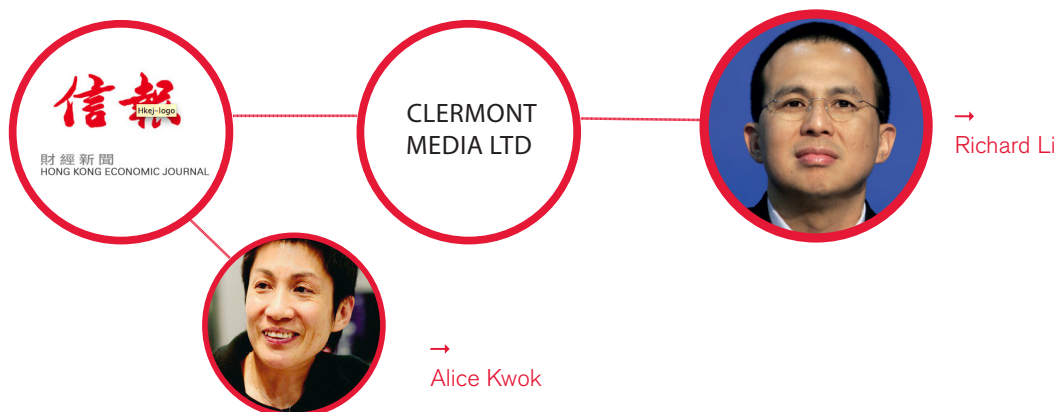 信報
Hkej-logo
財經新聞
HONG KONG ECONOMIC JOURNAL
CLERMONT
MEDIA LTD
→
Richard Li
→
Alice Kwok